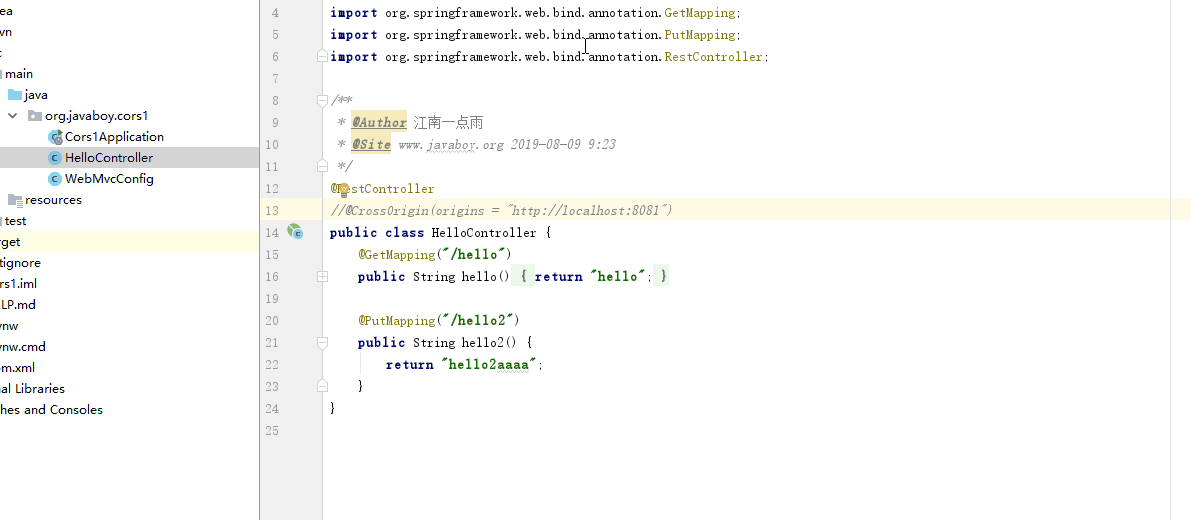 ea
vn
main
java
org.javaboy.cors1
Cors1Application
HelloController
WebMvcConfig
resources
test
rget
itignore
rs1.iml
LP.md
vnw
vnw.cmd
m.xml
nal Libraries
hes and Consoles
4 import org.springframework.web.bind.annotation.GetMapping;
5 import org.springframework.web.bind.annotation.PutMapping;
6 import org.springframework.web.bind.annotation.RestController;
7
8 /**
9 * @Author 江南一点雨
10 * @Site www.javaboy.org 2019-08-09 9:23
11 */
12 @RestController
13 //@CrossOrigin(origins = "http://localhost:8081")
14 public class HelloController {
15 @GetMapping("/hello")
16 public String hello() { return "hello"; }
19
20 @PutMapping("/hello2")
21 public String hello2() {
22 return "hello2aaaa";
23 }
24 }
25